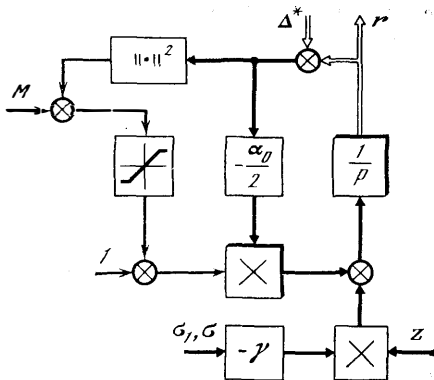 Δ* r
||•||²
M
-α₀/2
1/p
1
×
σ₁, σ
-γ
×
z